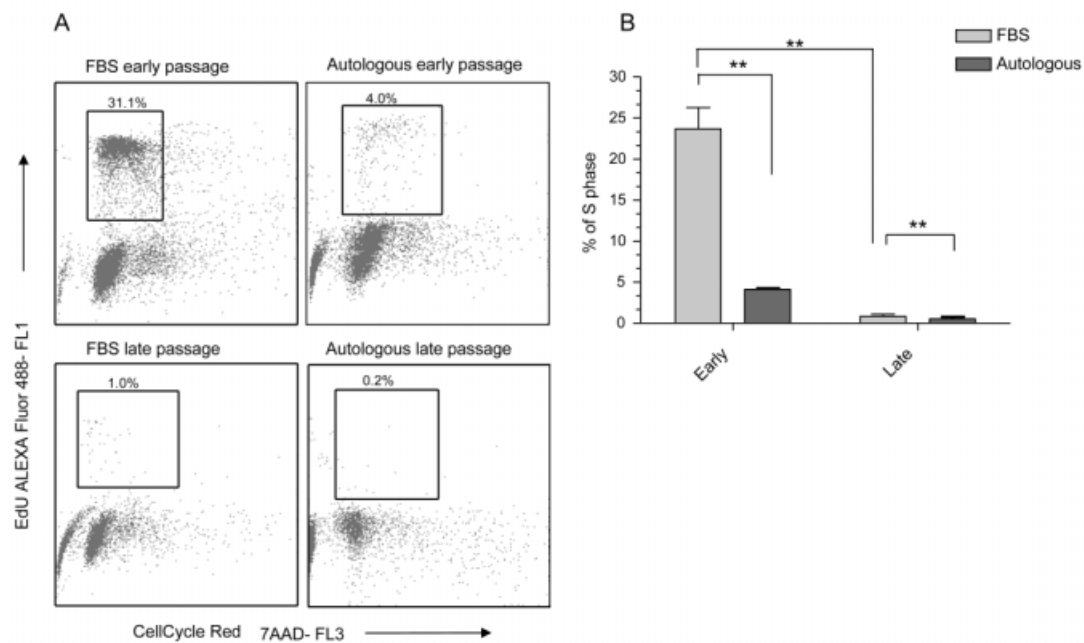 A
FBS early passage
31.1%
Autologous early passage
4.0%
FBS late passage
1.0%
Autologous late passage
0.2%
EdU ALEXA Fluor 488- FL1
CellCycle Red 7AAD- FL3
B
FBS
Autologous
**
**
**
% of S phase
30
25
20
15
10
5
0
Early
Late